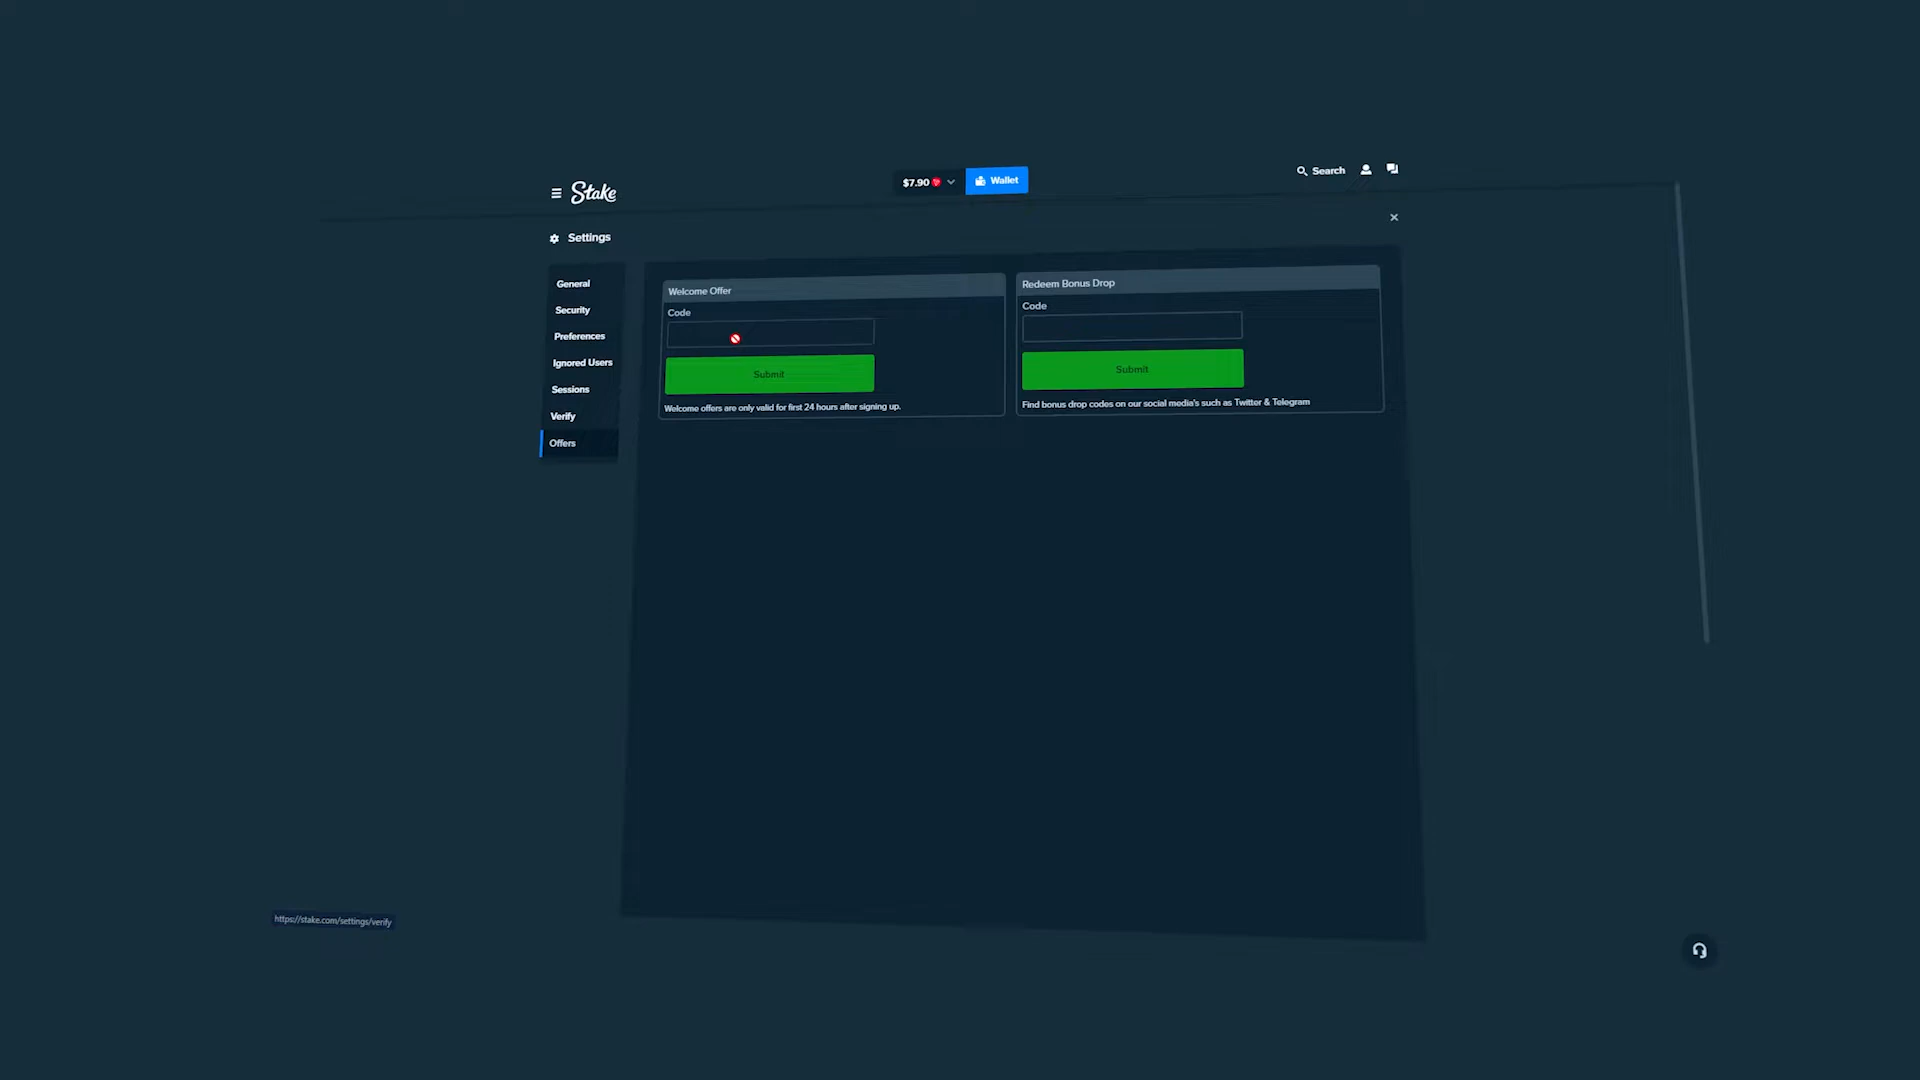 Stake
$7.90
Wallet
Search
Settings
General
Security
Preferences
Ignored Users
Sessions
Verify
Offers
Welcome Offer
Code
Submit
Welcome offers are only valid for first 24 hours after signing up.
Redeem Bonus Drop
Code
Submit
Find bonus drop codes on our social media's such as Twitter & Telegram
https://stake.com/settings/verify